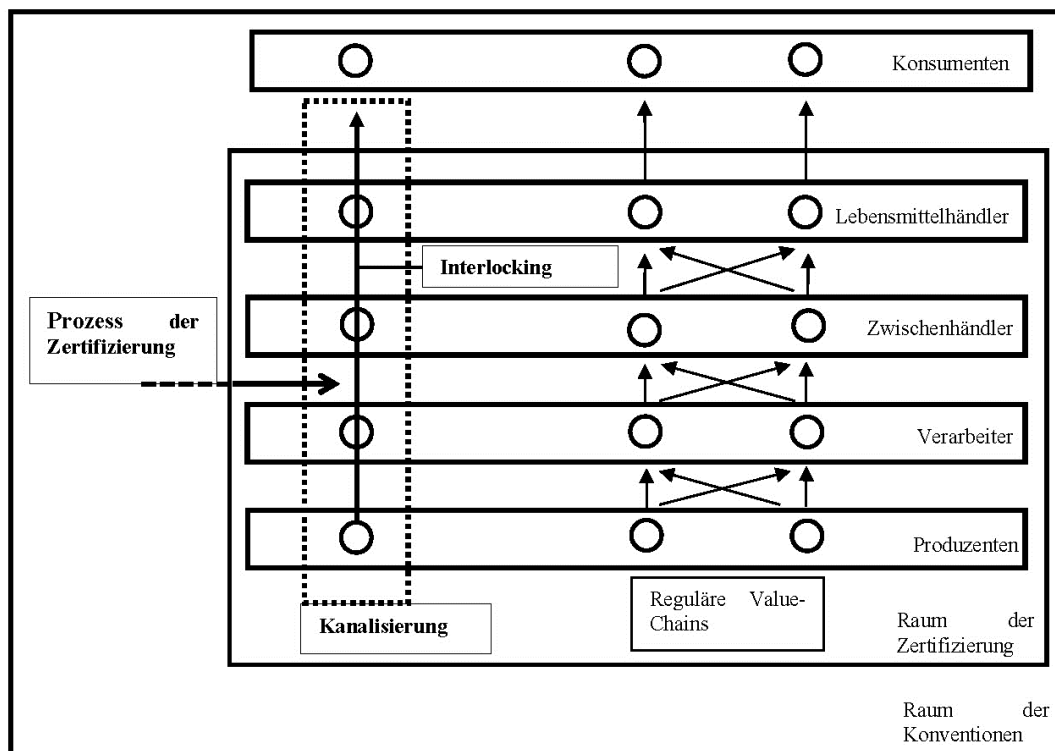 Konsumenten
Lebensmittelhändler
Interlocking
Prozess der
Zertifizierung
Zwischenhändler
Verarbeiter
Produzenten
Kanalisierung
Reguläre Value-
Chains
Raum der
Zertifizierung
Raum der
Konventionen